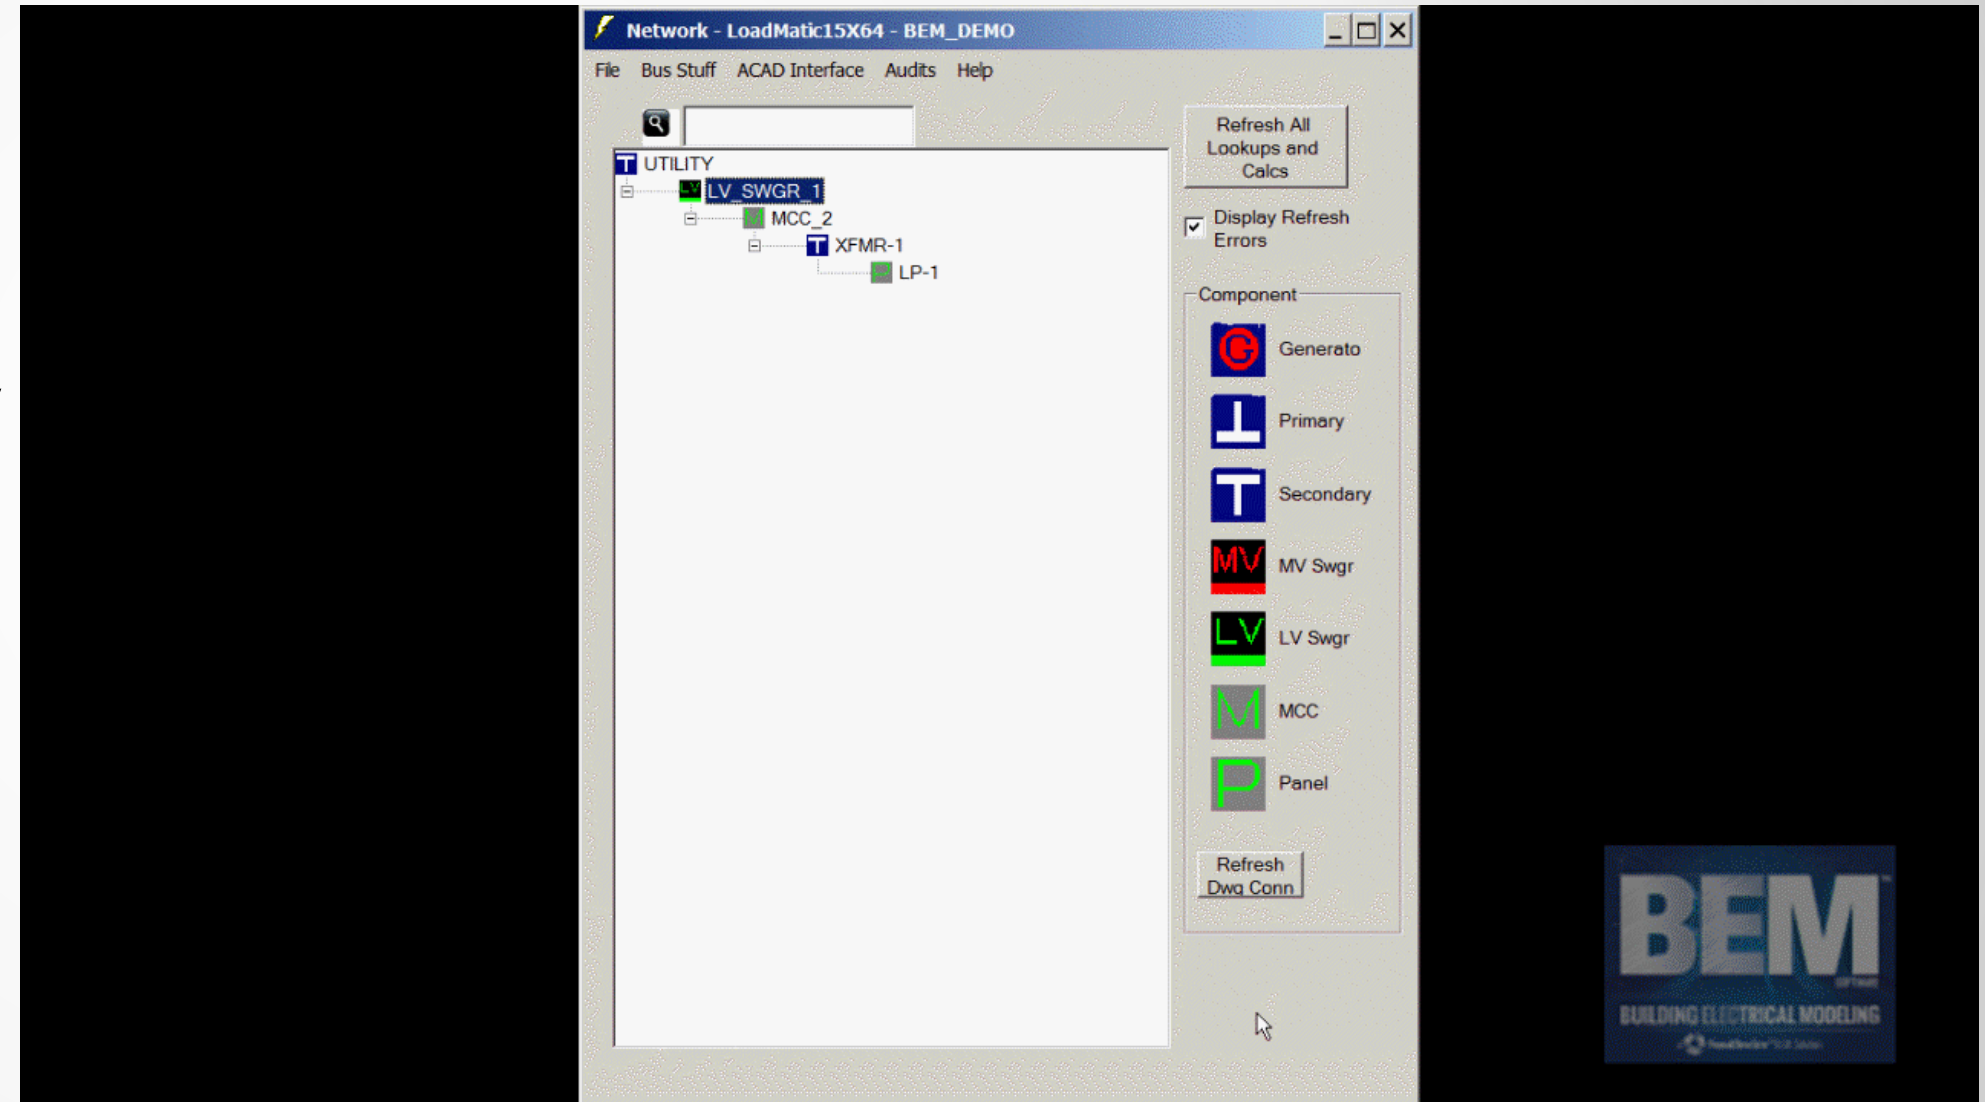 Network - LoadMatic15X64 - BEM_DEMO
File Bus Stuff ACAD Interface Audits Help
UTILITY
LV LV_SWGR_1
M MCC_2
T XFMR-1
P LP-1
Refresh All
Lookups and
Calcs
Display Refresh
Errors
Component
G Generato
Primary
T Secondary
MV MV Swgr
LV LV Swgr
M MCC
P Panel
Refresh
Dwg Conn
BEM
SOFTWARE
BUILDING ELECTRICAL MODELING